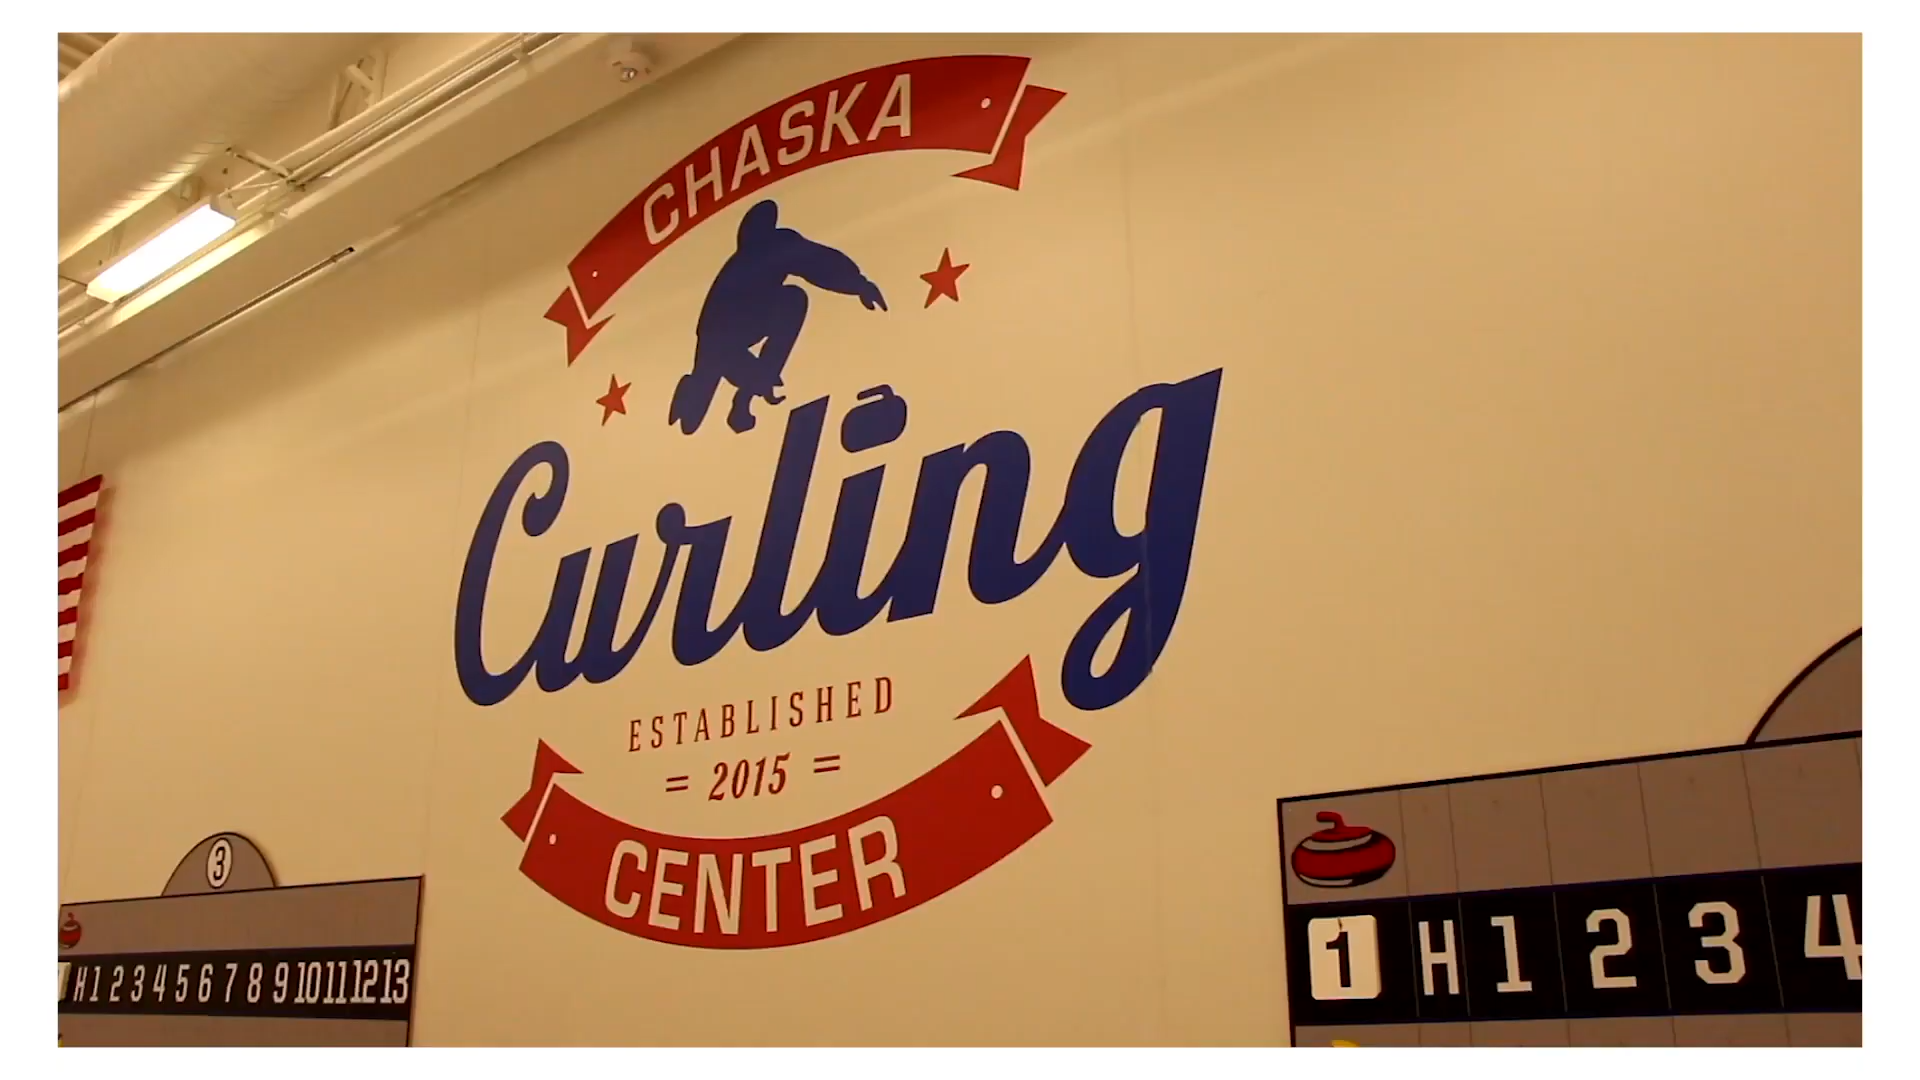 CHASKA
Curling
ESTABLISHED
= 2015 =
CENTER
3
H 1 2 3 4 5 6 7 8 9 10 11 12 13
1 H 1 2 3 4